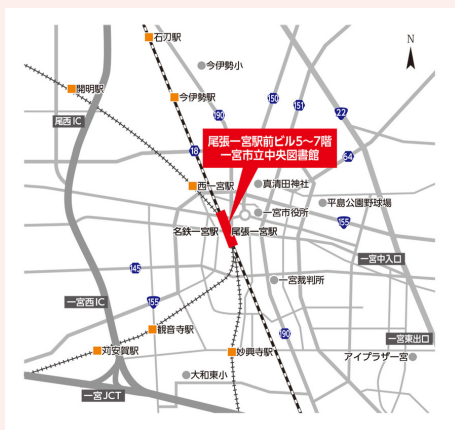 石刀駅
N
今伊勢小
開明駅
今伊勢駅
150
151
22
尾西IC
190
尾張一宮駅前ビル5〜7階
一宮市立中央図書館
64
西一宮駅
真清田神社
平島公園野球場
一宮市役所
155
名鉄一宮駅
尾張一宮駅
一宮中入口
145
一宮裁判所
一宮西IC
155
観音寺駅
190
一宮東出口
苅安賀駅
妙興寺駅
アイプラザ一宮
大和東小
一宮JCT